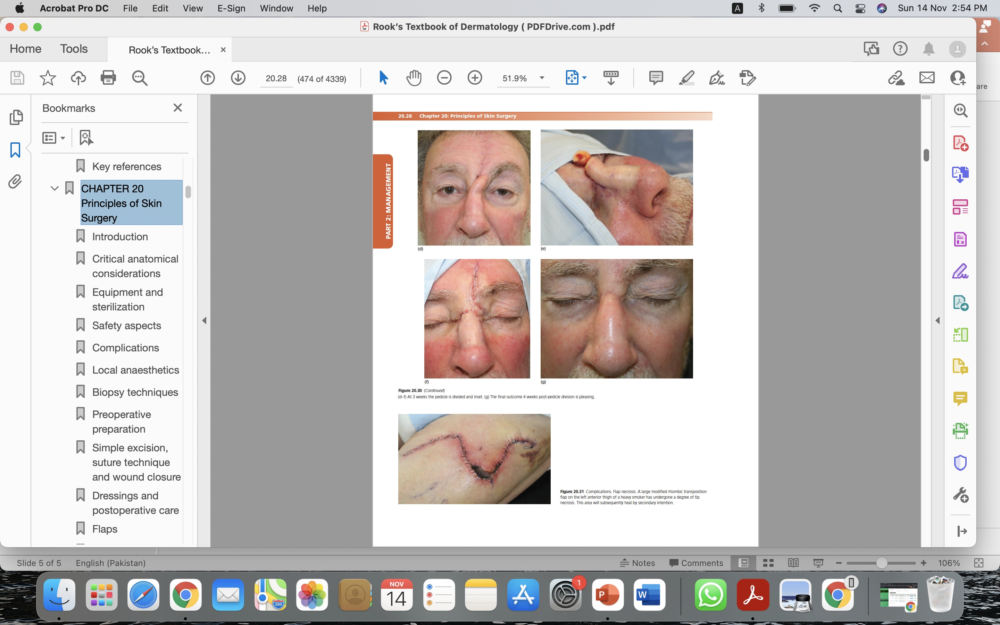 Acrobat Pro DC File Edit View E-Sign Window Help
A
Sun 14 Nov 2:54 PM
Rook's Textbook of Dermatology ( PDFDrive.com ).pdf
Home Tools Rook's Textbook... ×
20.28 (474 of 4339) 51.9%
are
Bookmarks
Key references
CHAPTER 20
Principles of Skin
Surgery
Introduction
Critical anatomical
considerations
Equipment and
sterilization
Safety aspects
Complications
Local anaesthetics
Biopsy techniques
Preoperative
preparation
Simple excision,
suture technique
and wound closure
Dressings and
postoperative care
Flaps
20.28 Chapter 20: Principles of Skin Surgery
PART 2: MANAGEMENT
(d) (e)
(f) (g)
Figure 20.30 (Continued)
(d–f) At 3 weeks the pedicle is divided and inset. (g) The final outcome 4 weeks post-pedicle division is pleasing.
Figure 20.31 Complications. Flap necrosis. A large modified rhombic transposition
flap on the left anterior thigh of a heavy smoker has undergone a degree of tip
necrosis. This area will subsequently heal by secondary intention.
Slide 5 of 5 English (Pakistan) Notes Comments 106%
280
NOV
14
1
P
W